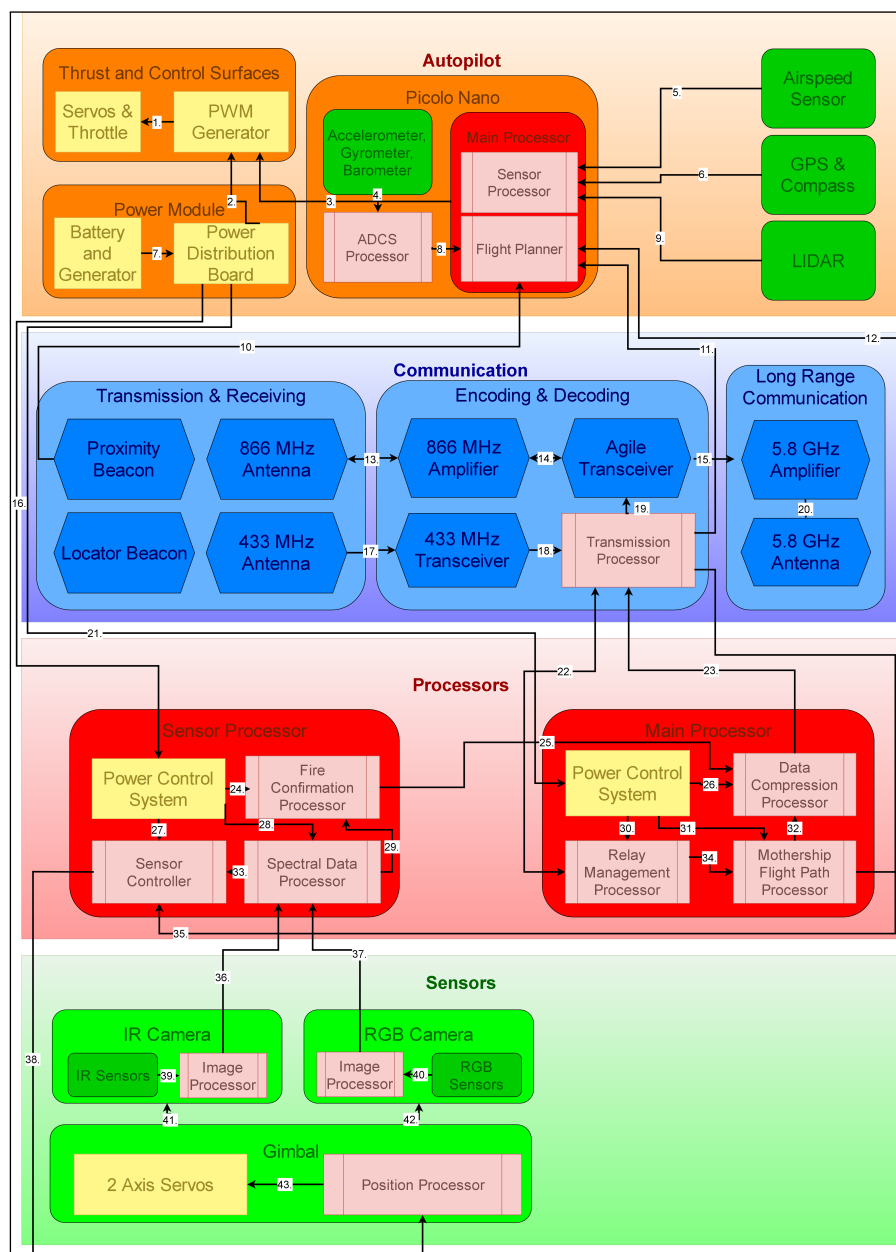 Autopilot
Thrust and Control Surfaces
Servos &
Throttle
1.
PWM
Generator
Power Module
2.
Battery
and
Generator
7.
Power
Distribution
Board
Picolo Nano
Accelerometer,
Gyrometer,
Barometer
3.
4.
ADCS
Processor
8.
Main Processor
Sensor
Processor
Flight Planner
5.
6.
9.
Airspeed
Sensor
GPS &
Compass
LIDAR
10.
11.
12.
Communication
Transmission & Receiving
Proximity
Beacon
866 MHz
Antenna
Locator Beacon
433 MHz
Antenna
13.
17.
Encoding & Decoding
866 MHz
Amplifier
14.
Agile
Transceiver
15.
433 MHz
Transceiver
18.
19.
Transmission
Processor
Long Range
Communication
5.8 GHz
Amplifier
20.
5.8 GHz
Antenna
16.
21.
22.
23.
Processors
Sensor Processor
Power Control
System
24.
Fire
Confirmation
Processor
25.
27.
28.
29.
Sensor
Controller
33.
Spectral Data
Processor
Main Processor
Power Control
System
26.
Data
Compression
Processor
30.
31.
32.
Relay
Management
Processor
34.
Mothership
Flight Path
Processor
35.
36.
37.
38.
Sensors
IR Camera
IR Sensors
39.
Image
Processor
RGB Camera
Image
Processor
40.
RGB
Sensors
41.
42.
Gimbal
2 Axis Servos
43.
Position Processor